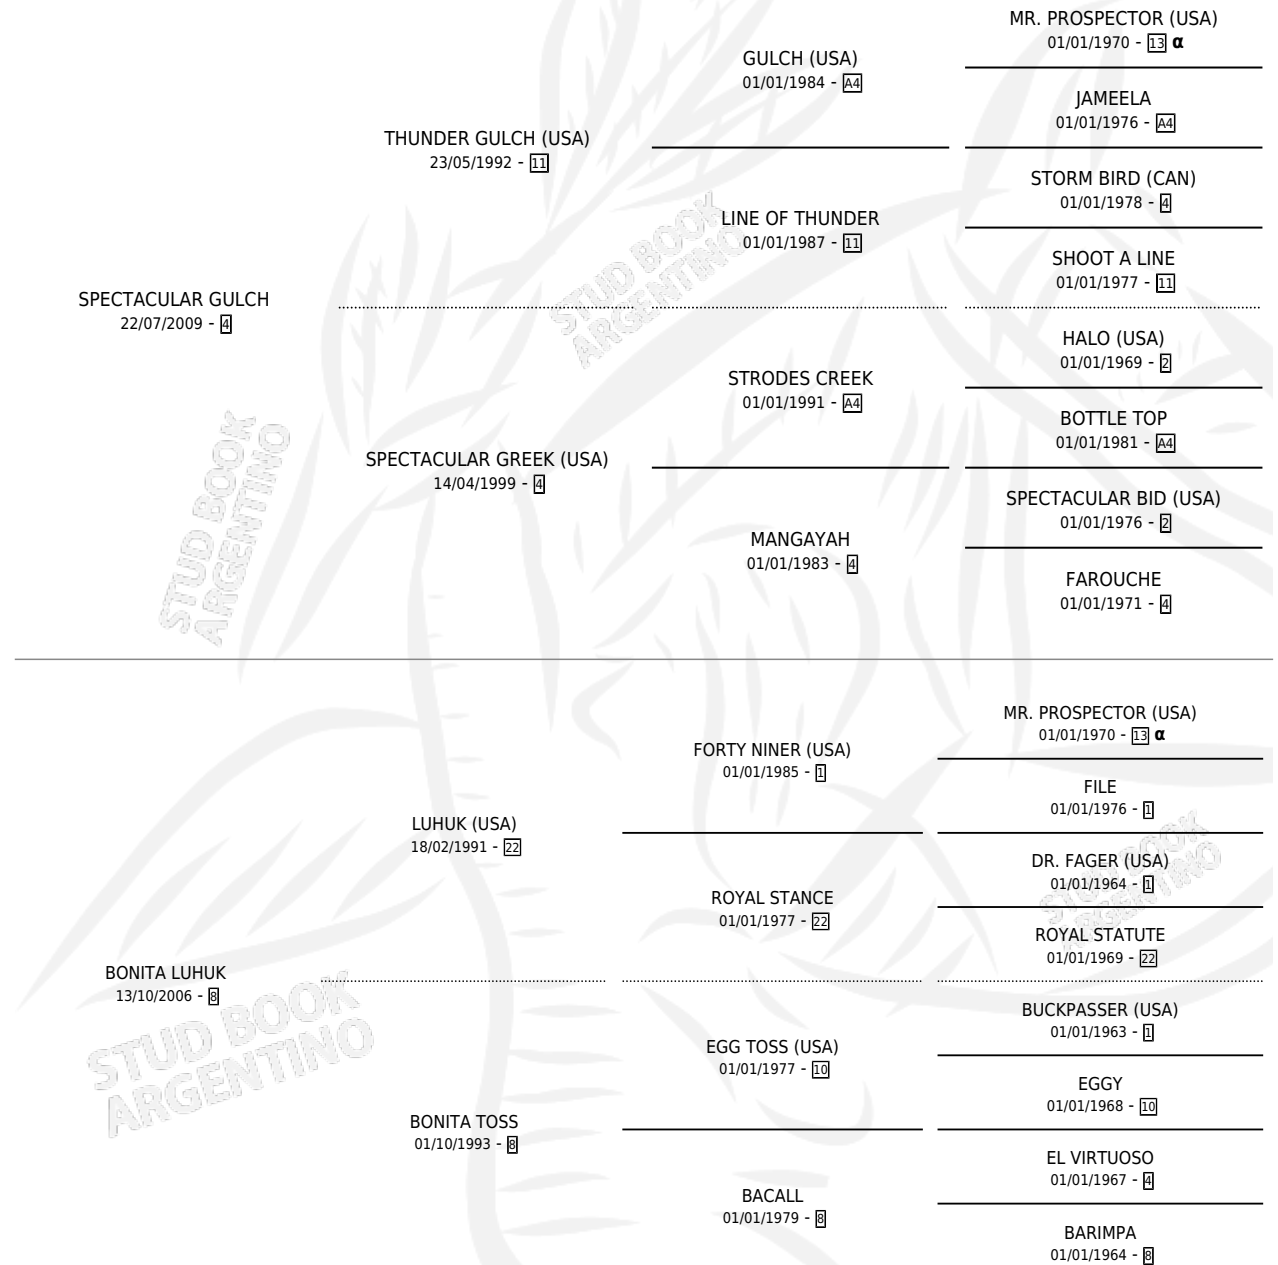 MR. PROSPECTOR (USA)
01/01/1970 - 13 α
GULCH (USA)
01/01/1984 - A4
JAMEELA
01/01/1976 - A4
THUNDER GULCH (USA)
23/05/1992 - 11
STORM BIRD (CAN)
01/01/1978 - 4
LINE OF THUNDER
01/01/1987 - 11
SHOOT A LINE
01/01/1977 - 11
SPECTACULAR GULCH
22/07/2009 - 4
HALO (USA)
01/01/1969 - 2
STRODES CREEK
01/01/1991 - A4
BOTTLE TOP
01/01/1981 - A4
SPECTACULAR GREEK (USA)
14/04/1999 - 4
SPECTACULAR BID (USA)
01/01/1976 - 2
MANGAYAH
01/01/1983 - 4
FAROUCHE
01/01/1971 - 4
MR. PROSPECTOR (USA)
01/01/1970 - 13 α
FORTY NINER (USA)
01/01/1985 - 1
FILE
01/01/1976 - 1
LUHUK (USA)
18/02/1991 - 22
DR. FAGER (USA)
01/01/1964 - 1
ROYAL STANCE
01/01/1977 - 22
ROYAL STATUTE
01/01/1969 - 22
BONITA LUHUK
13/10/2006 - 8
BUCKPASSER (USA)
01/01/1963 - 1
EGG TOSS (USA)
01/01/1977 - 10
EGGY
01/01/1968 - 10
BONITA TOSS
01/10/1993 - 8
EL VIRTUOSO
01/01/1967 - 4
BACALL
01/01/1979 - 8
BARIMPA
01/01/1964 - 8
STUD BOOK
ARGENTINO
STUD BOOK
ARGENTINO
STUD BOOK
ARGENTINO
STUD BOOK
ARGENTINO